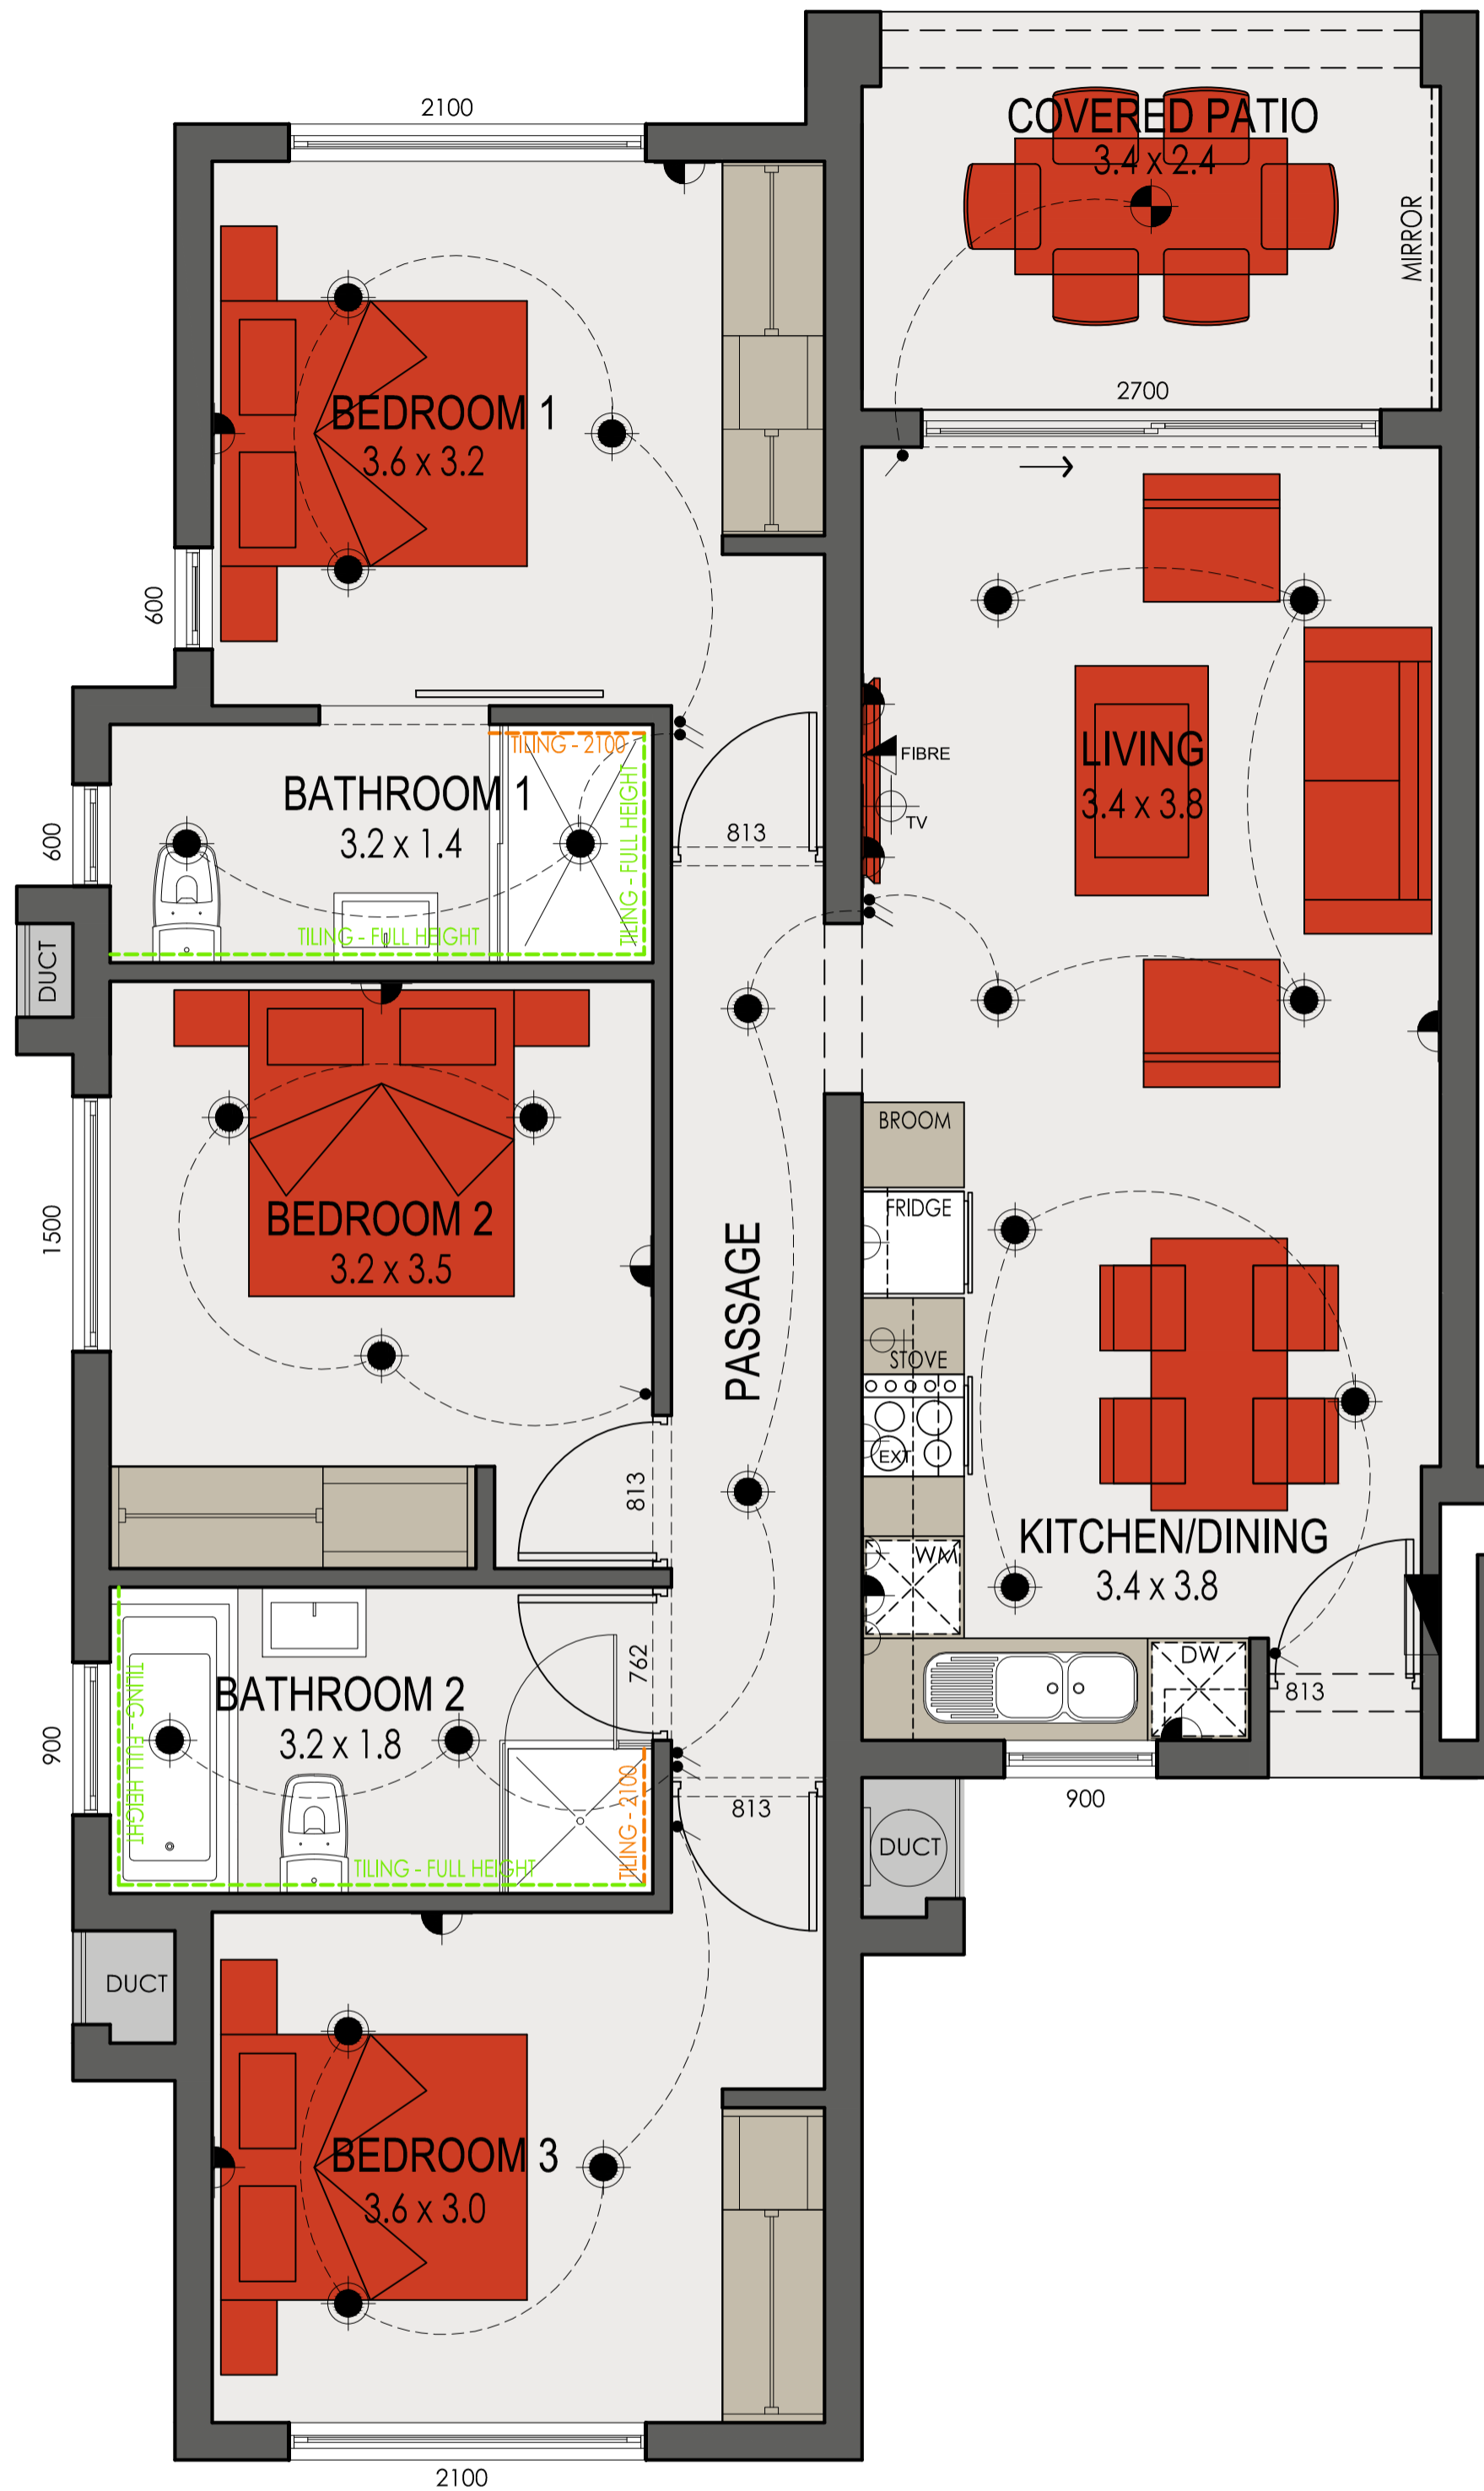 2100
COVERED PATIO
3.4 x 2.4
MIRROR
2700
BEDROOM 1
3.6 x 3.2
600
TILING - 2100
BATHROOM 1
3.2 x 1.4
TILING - FULL HEIGHT
TILING - FULL HEIGHT
600
813
FIBRE
TV
LIVING
3.4 x 3.8
DUCT
BROOM
FRIDGE
BEDROOM 2
3.2 x 3.5
1500
PASSAGE
STOVE
EXT
813
WM
KITCHEN/DINING
3.4 x 3.8
DW
813
762
BATHROOM 2
3.2 x 1.8
TILING - FULL HEIGHT
900
TILING - 2100
TILING - FULL HEIGHT
813
900
DUCT
DUCT
BEDROOM 3
3.6 x 3.0
2100